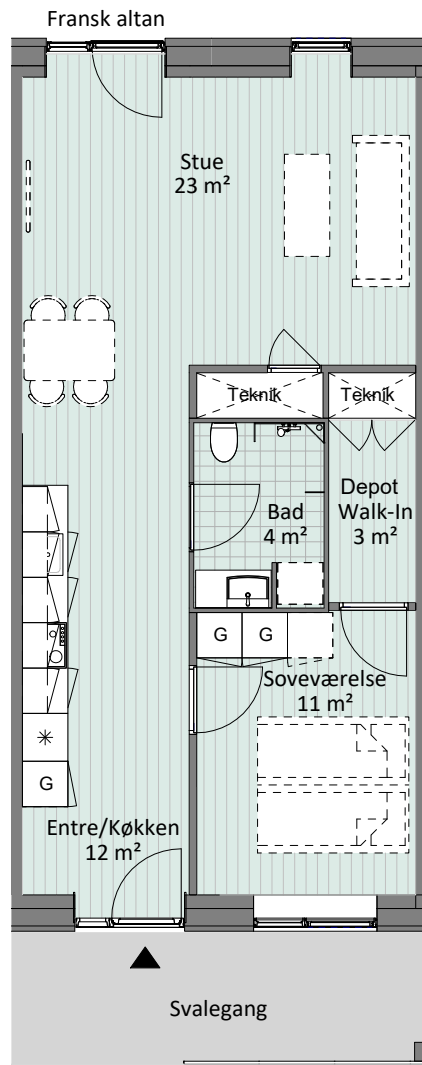 Fransk altan
Stue
23 m²
Teknik
Teknik
Depot
Walk-In
3 m²
Bad
4 m²
G
G
Soveværelse
11 m²
G
Entre/Køkken
12 m²
Svalegang